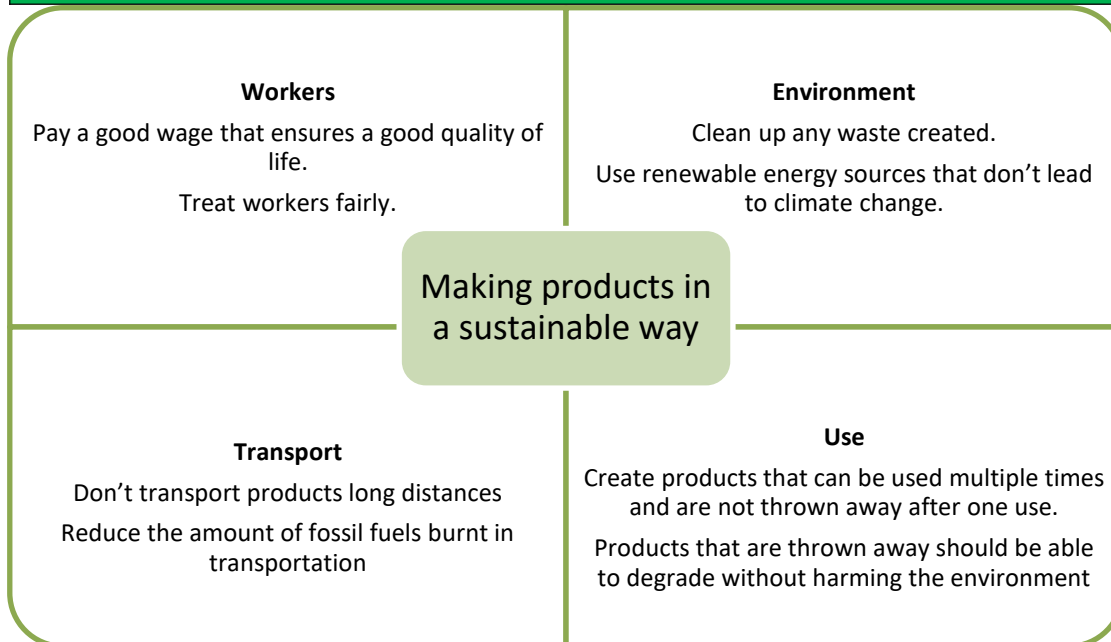 Workers
Pay a good wage that ensures a good quality of
life.
Treat workers fairly.
Environment
Clean up any waste created.
Use renewable energy sources that don’t lead
to climate change.
Making products in
a sustainable way
Transport
Don’t transport products long distances
Reduce the amount of fossil fuels burnt in
transportation
Use
Create products that can be used multiple times
and are not thrown away after one use.
Products that are thrown away should be able
to degrade without harming the environment